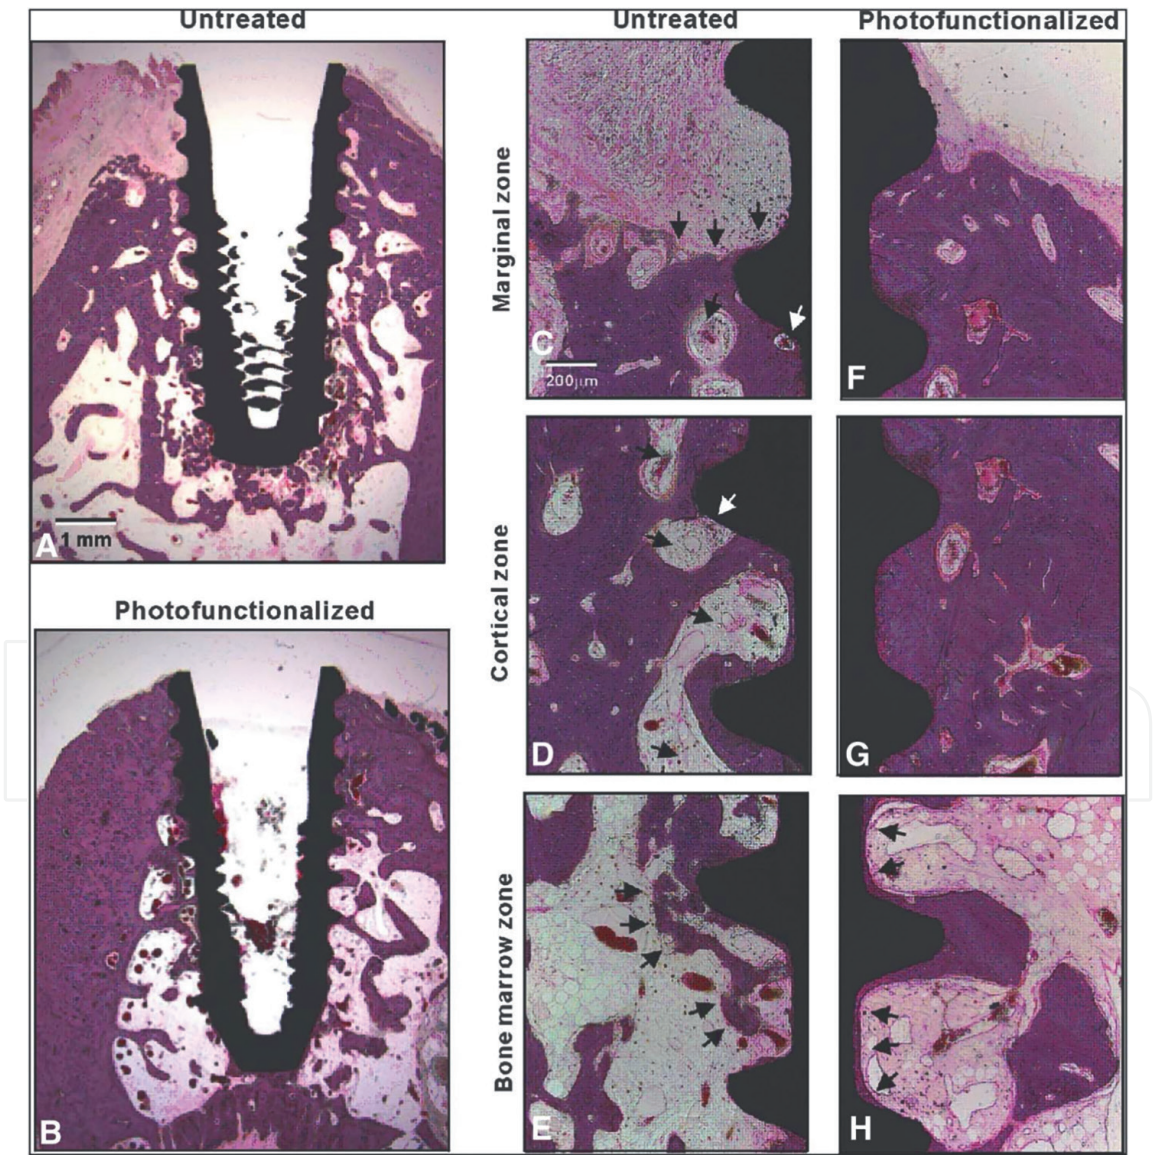 Untreated
A
1 mm
Photofunctionalized
B
Untreated
Photofunctionalized
Marginal zone
C
200µm
F
Cortical zone
D
G
Bone marrow zone
E
H